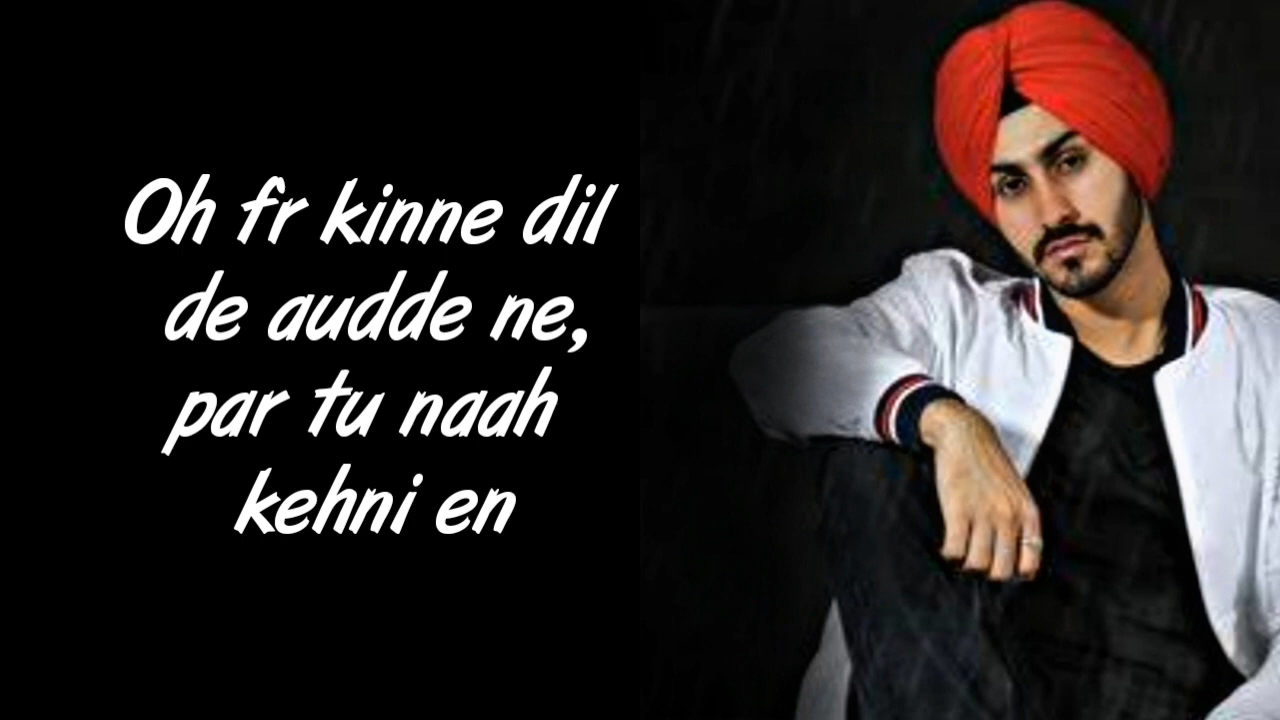 Oh fr kinne dil
de audde ne,
par tu naah
kehni en